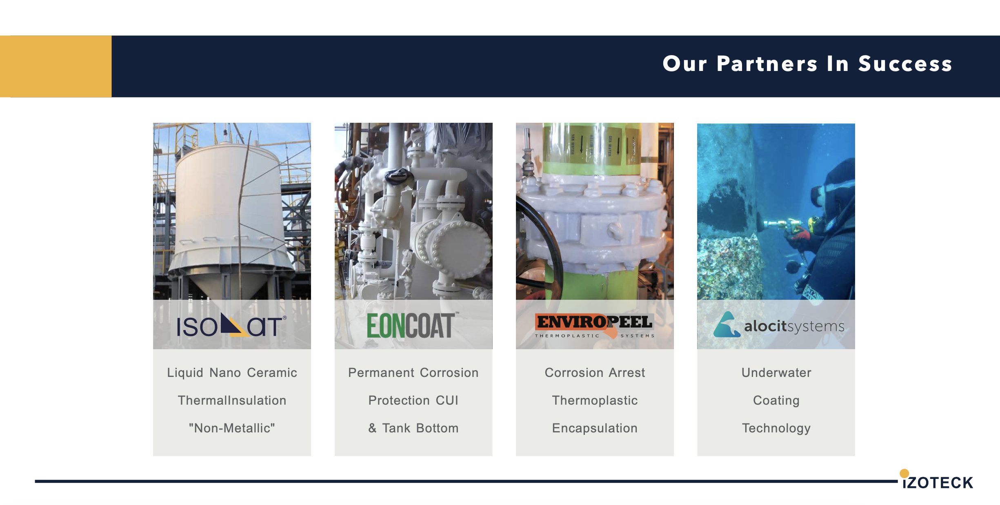 Our Partners In Success
ISOMAT®
Liquid Nano Ceramic
ThermalInsulation
"Non-Metallic"
EONCOAT™
Permanent Corrosion
Protection CUI
& Tank Bottom
ENVIROPEEL
THERMOPLASTIC SYSTEMS
Corrosion Arrest
Thermoplastic
Encapsulation
alocitsystems
Underwater
Coating
Technology
iZOTECK